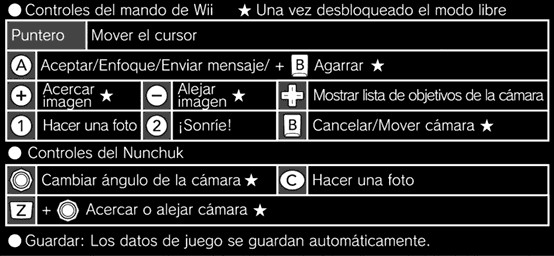 ● Controles del mando de Wii ★ Una vez desbloqueado el modo libre
Puntero Mover el cursor
A Aceptar/Enfoque/Enviar mensaje/ + B Agarrar ★
+ Acercar imagen ★ − Alejar imagen ★ ✚ Mostrar lista de objetivos de la cámara
1 Hacer una foto 2 ¡Sonríe! B Cancelar/Mover cámara ★
● Controles del Nunchuk
◎ Cambiar ángulo de la cámara ★ C Hacer una foto
Z + ◎ Acercar o alejar cámara ★
● Guardar: Los datos de juego se guardan automáticamente.